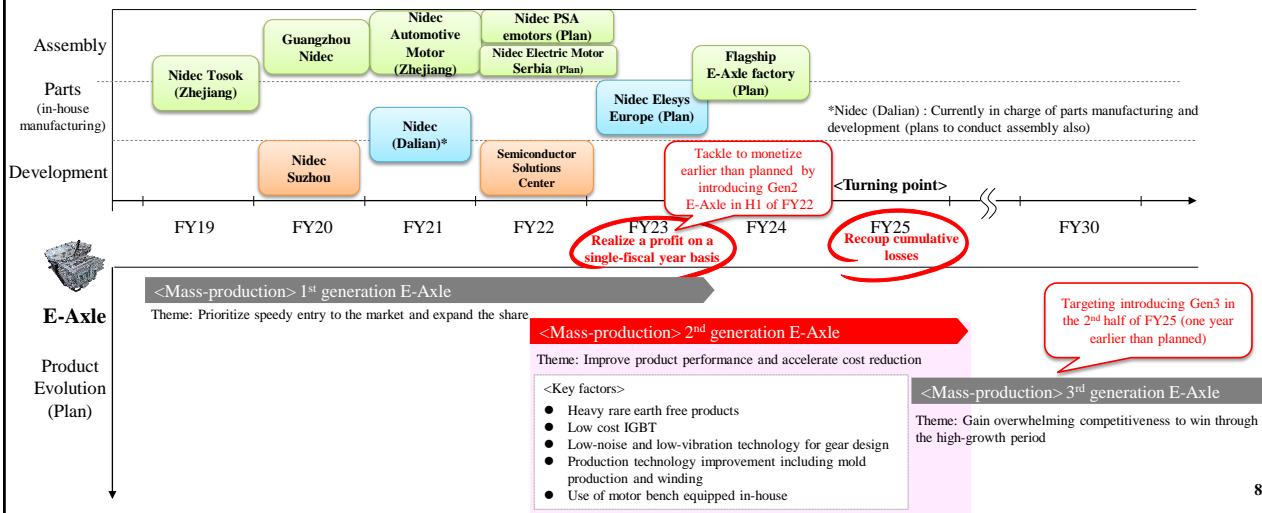 Assembly
Parts
(in-house
manufacturing)
Development
Nidec Tosok
(Zhejiang)
Guangzhou
Nidec
Nidec
Automotive
Motor
(Zhejiang)
Nidec PSA
emotors (Plan)
Nidec Electric Motor
Serbia (Plan)
Flagship
E-Axle factory
(Plan)
Nidec
(Dalian)*
Nidec Elesys
Europe (Plan)
*Nidec (Dalian) : Currently in charge of parts manufacturing and
development (plans to conduct assembly also)
Nidec
Suzhou
Semiconductor
Solutions
Center
Tackle to monetize
earlier than planned by
introducing Gen2
E-Axle in H1 of FY22
<Turning point>
FY19
FY20
FY21
FY22
FY23
FY24
FY25
FY30
Realize a profit on a
single-fiscal year basis
Recoup cumulative
losses
E-Axle
Product
Evolution
(Plan)
<Mass-production> 1st generation E-Axle
Theme: Prioritize speedy entry to the market and expand the share
<Mass-production> 2nd generation E-Axle
Theme: Improve product performance and accelerate cost reduction
<Key factors>
● Heavy rare earth free products
● Low cost IGBT
● Low-noise and low-vibration technology for gear design
● Production technology improvement including mold
production and winding
● Use of motor bench equipped in-house
Targeting introducing Gen3 in
the 2nd half of FY25 (one year
earlier than planned)
<Mass-production> 3rd generation E-Axle
Theme: Gain overwhelming competitiveness to win through
the high-growth period
8